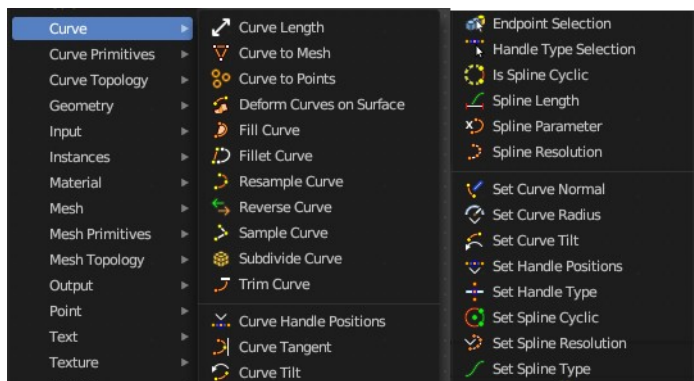 Curve
Curve Primitives
Curve Topology
Geometry
Input
Instances
Material
Mesh
Mesh Primitives
Mesh Topology
Output
Point
Text
Texture
Curve Length
Curve to Mesh
Curve to Points
Deform Curves on Surface
Fill Curve
Fillet Curve
Resample Curve
Reverse Curve
Sample Curve
Subdivide Curve
Trim Curve
Curve Handle Positions
Curve Tangent
Curve Tilt
Endpoint Selection
Handle Type Selection
Is Spline Cyclic
Spline Length
Spline Parameter
Spline Resolution
Set Curve Normal
Set Curve Radius
Set Curve Tilt
Set Handle Positions
Set Handle Type
Set Spline Cyclic
Set Spline Resolution
Set Spline Type